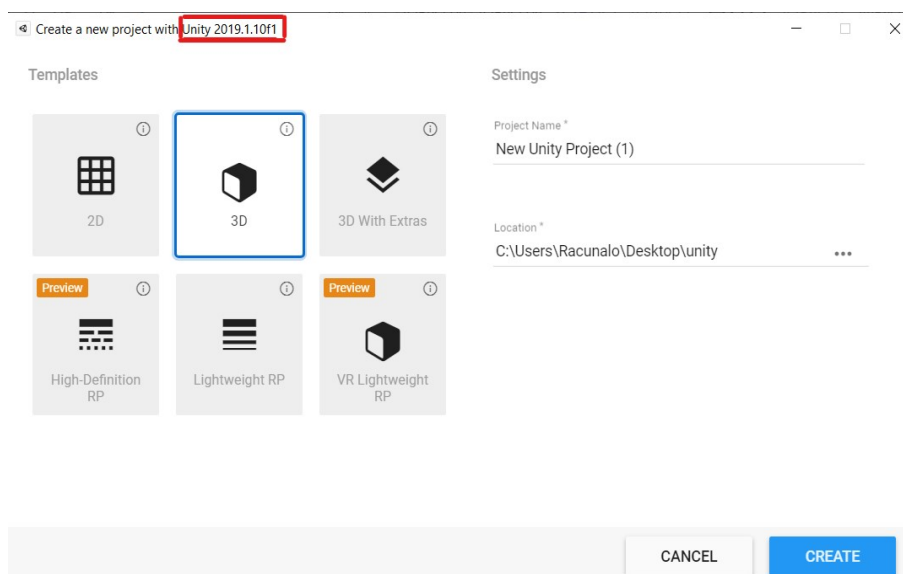 Create a new project with Unity 2019.1.10f1
Templates
Settings
2D
3D
3D With Extras
Preview
High-Definition
RP
Lightweight RP
Preview
VR Lightweight
RP
Project Name *
New Unity Project (1)
Location *
C:\Users\Racunalo\Desktop\unity
CANCEL
CREATE